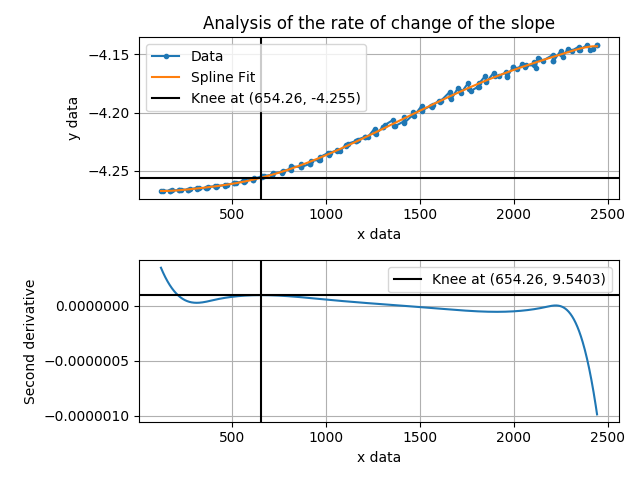 Analysis of the rate of change of the slope
−4.15
−4.20
−4.25
y data
Data
Spline Fit
Knee at (654.26, -4.255)
500
1000
1500
2000
2500
x data
Second derivative
0.0000000
−0.0000005
−0.0000010
Knee at (654.26, 9.5403)
500
1000
1500
2000
2500
x data